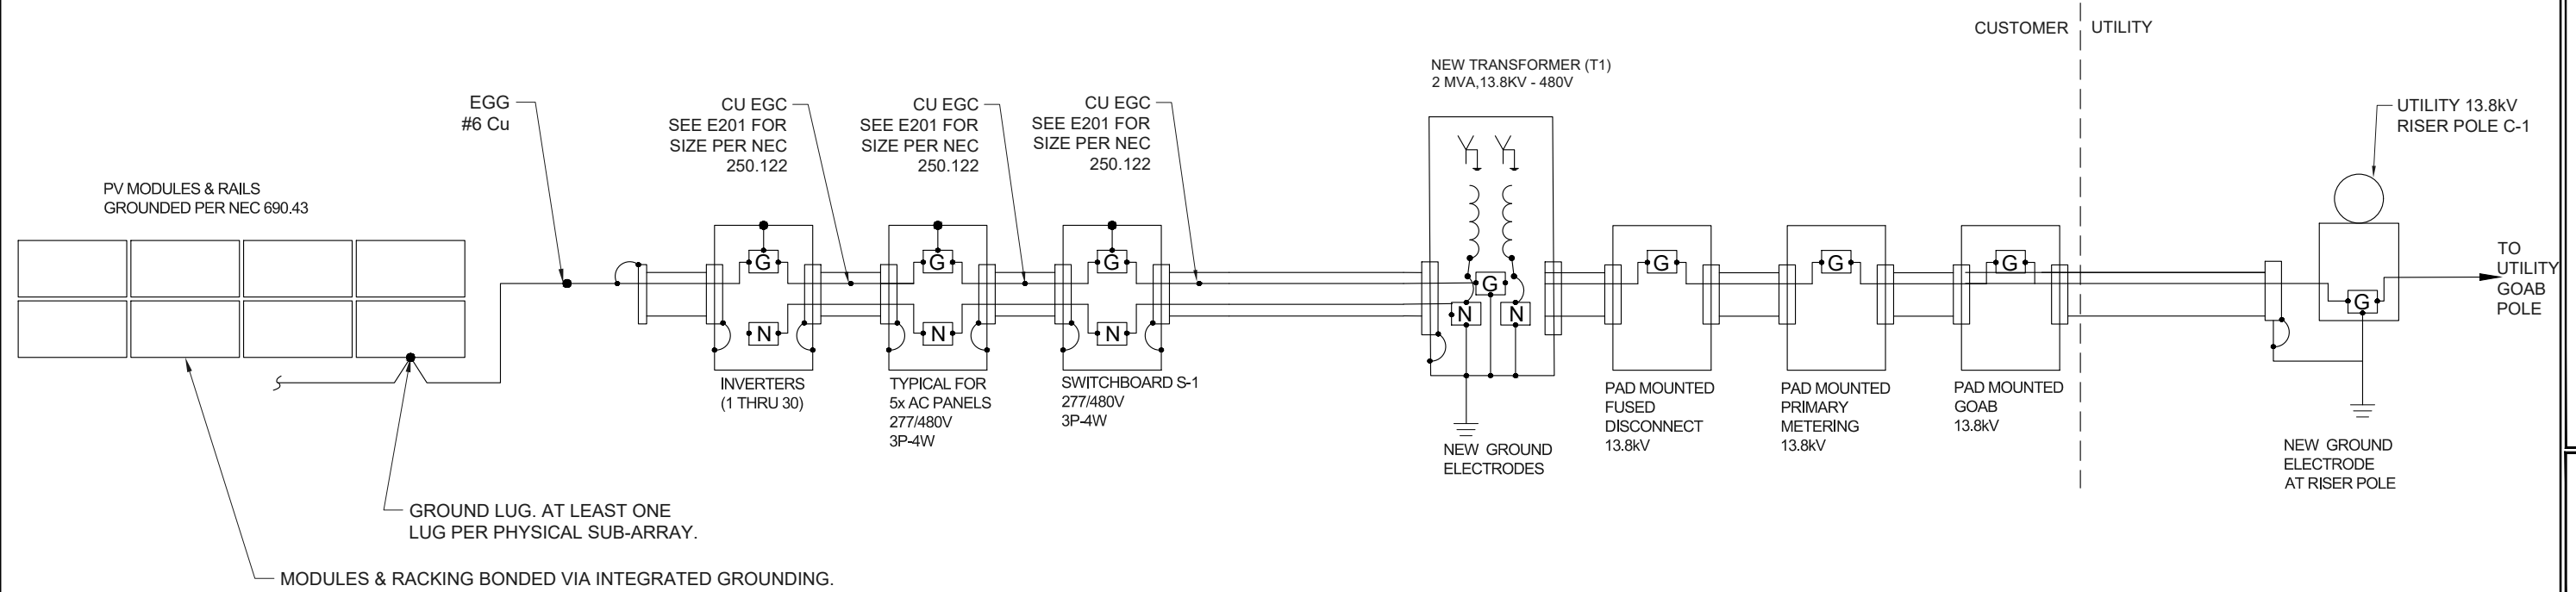 CUSTOMER
UTILITY
NEW TRANSFORMER (T1)
2 MVA,13.8KV - 480V
EGG
#6 Cu
CU EGC
SEE E201 FOR
SIZE PER NEC
250.122
CU EGC
SEE E201 FOR
SIZE PER NEC
250.122
CU EGC
SEE E201 FOR
SIZE PER NEC
250.122
UTILITY 13.8kV
RISER POLE C-1
PV MODULES & RAILS
GROUNDED PER NEC 690.43
G
G
G
G
G
G
G
G
N
N
N
N
N
TO
UTILITY
GOAB
POLE
INVERTERS
(1 THRU 30)
TYPICAL FOR
5x AC PANELS
277/480V
3P-4W
SWITCHBOARD S-1
277/480V
3P-4W
NEW GROUND
ELECTRODES
PAD MOUNTED
FUSED
DISCONNECT
13.8kV
PAD MOUNTED
PRIMARY
METERING
13.8kV
PAD MOUNTED
GOAB
13.8kV
NEW GROUND
ELECTRODE
AT RISER POLE
GROUND LUG. AT LEAST ONE
LUG PER PHYSICAL SUB-ARRAY.
MODULES & RACKING BONDED VIA INTEGRATED GROUNDING.